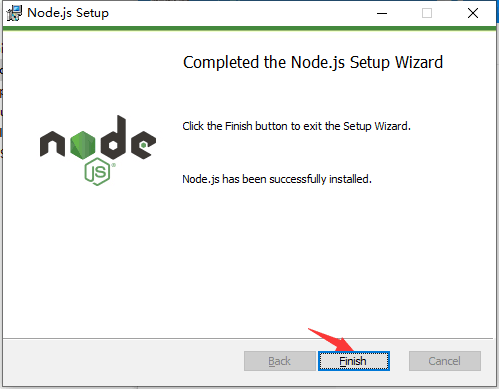 Node.js Setup
Completed the Node.js Setup Wizard
Click the Finish button to exit the Setup Wizard.
node
JS
Node.js has been successfully installed.
Back Finish Cancel